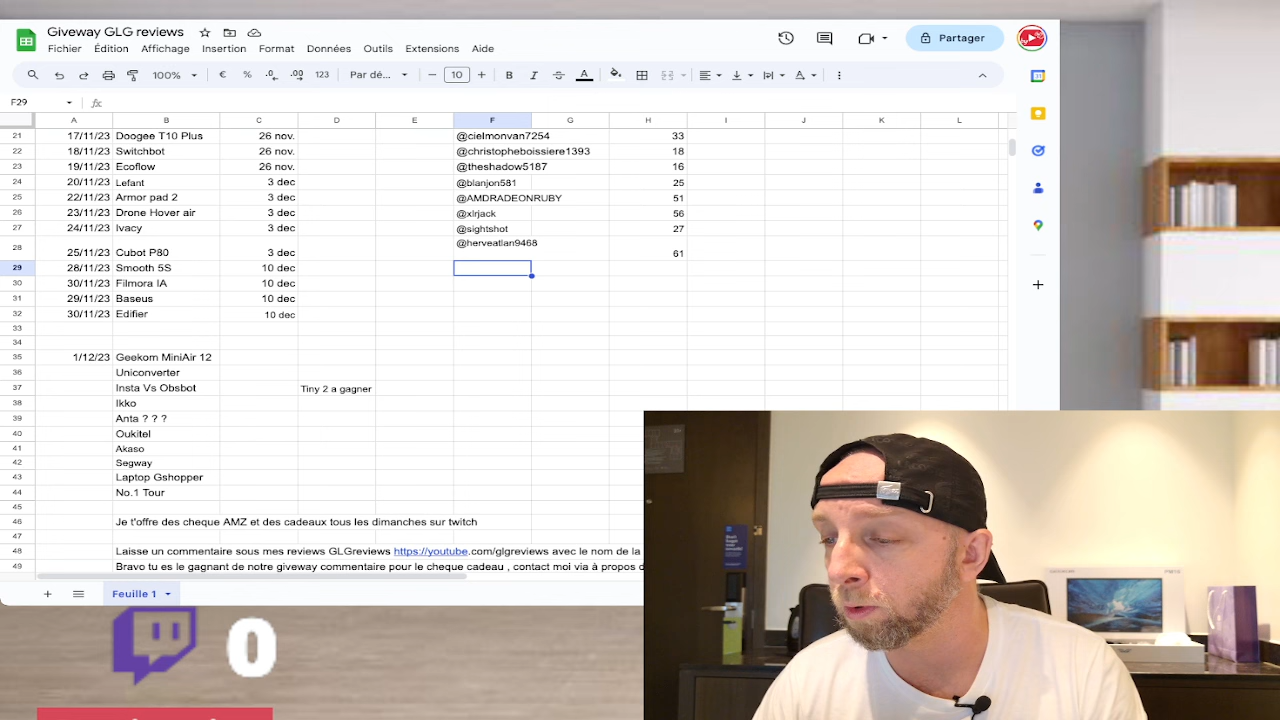 Giveway GLG reviews
Fichier Édition Affichage Insertion Format Données Outils Extensions Aide
Partager
100% € % .0 .00 123 Par dé... 10 B I A
F29 fx
A B C D E F G H I J K L
21 17/11/23 Doogee T10 Plus 26 nov. @cielmonvan7254 33
22 18/11/23 Switchbot 26 nov. @christopheboissiere1393 18
23 19/11/23 Ecoflow 26 nov. @theshadow5187 16
24 20/11/23 Lefant 3 dec @blanjon581 25
25 22/11/23 Armor pad 2 3 dec @AMDRADEONRUBY 51
26 23/11/23 Drone Hover air 3 dec @xlrjack 56
27 24/11/23 Ivacy 3 dec @sightshot 27
28 25/11/23 Cubot P80 3 dec @herveatlan9468 61
29 28/11/23 Smooth 5S 10 dec
30 30/11/23 Filmora IA 10 dec
31 29/11/23 Baseus 10 dec
32 30/11/23 Edifier 10 dec
33
34
35 1/12/23 Geekom MiniAir 12
36 Uniconverter
37 Insta Vs Obsbot Tiny 2 a gagner
38 Ikko
39 Anta ? ? ?
40 Oukitel
41 Akaso
42 Segway
43 Laptop Gshopper
44 No.1 Tour
45
46 Je t'offre des cheque AMZ et des cadeaux tous les dimanches sur twitch
47
48 Laisse un commentaire sous mes reviews GLGreviews https://youtube.com/glgreviews avec le nom de la
49 Bravo tu es le gagnant de notre giveway commentaire pour le cheque cadeau , contact moi via à propos d
Feuille 1
0